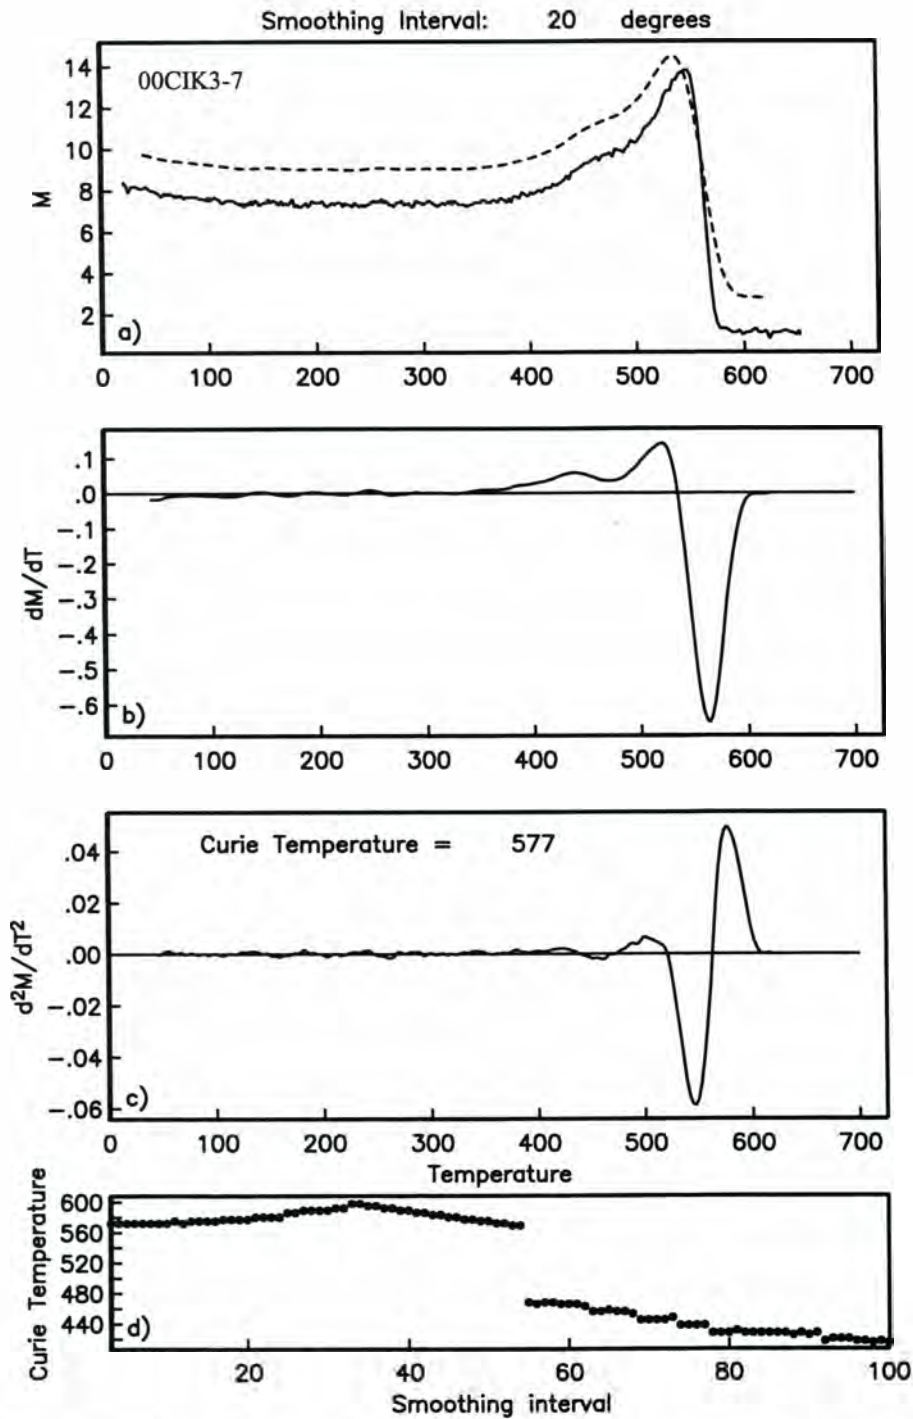 Smoothing Interval: 20 degrees
14
00CIK3-7
12
10
8
M
6
4
2
a)
0 100 200 300 400 500 600 700
.1
.0
-.1
-.2
dM/dT
-.3
-.4
-.5
-.6
b)
0 100 200 300 400 500 600 700
Curie Temperature = 577
.04
.02
.00
d²M/dT²
-.02
-.04
-.06
c)
0 100 200 300 400 500 600 700
Temperature
600
560
520
480
440
Curie Temperature
d)
20 40 60 80 100
Smoothing interval